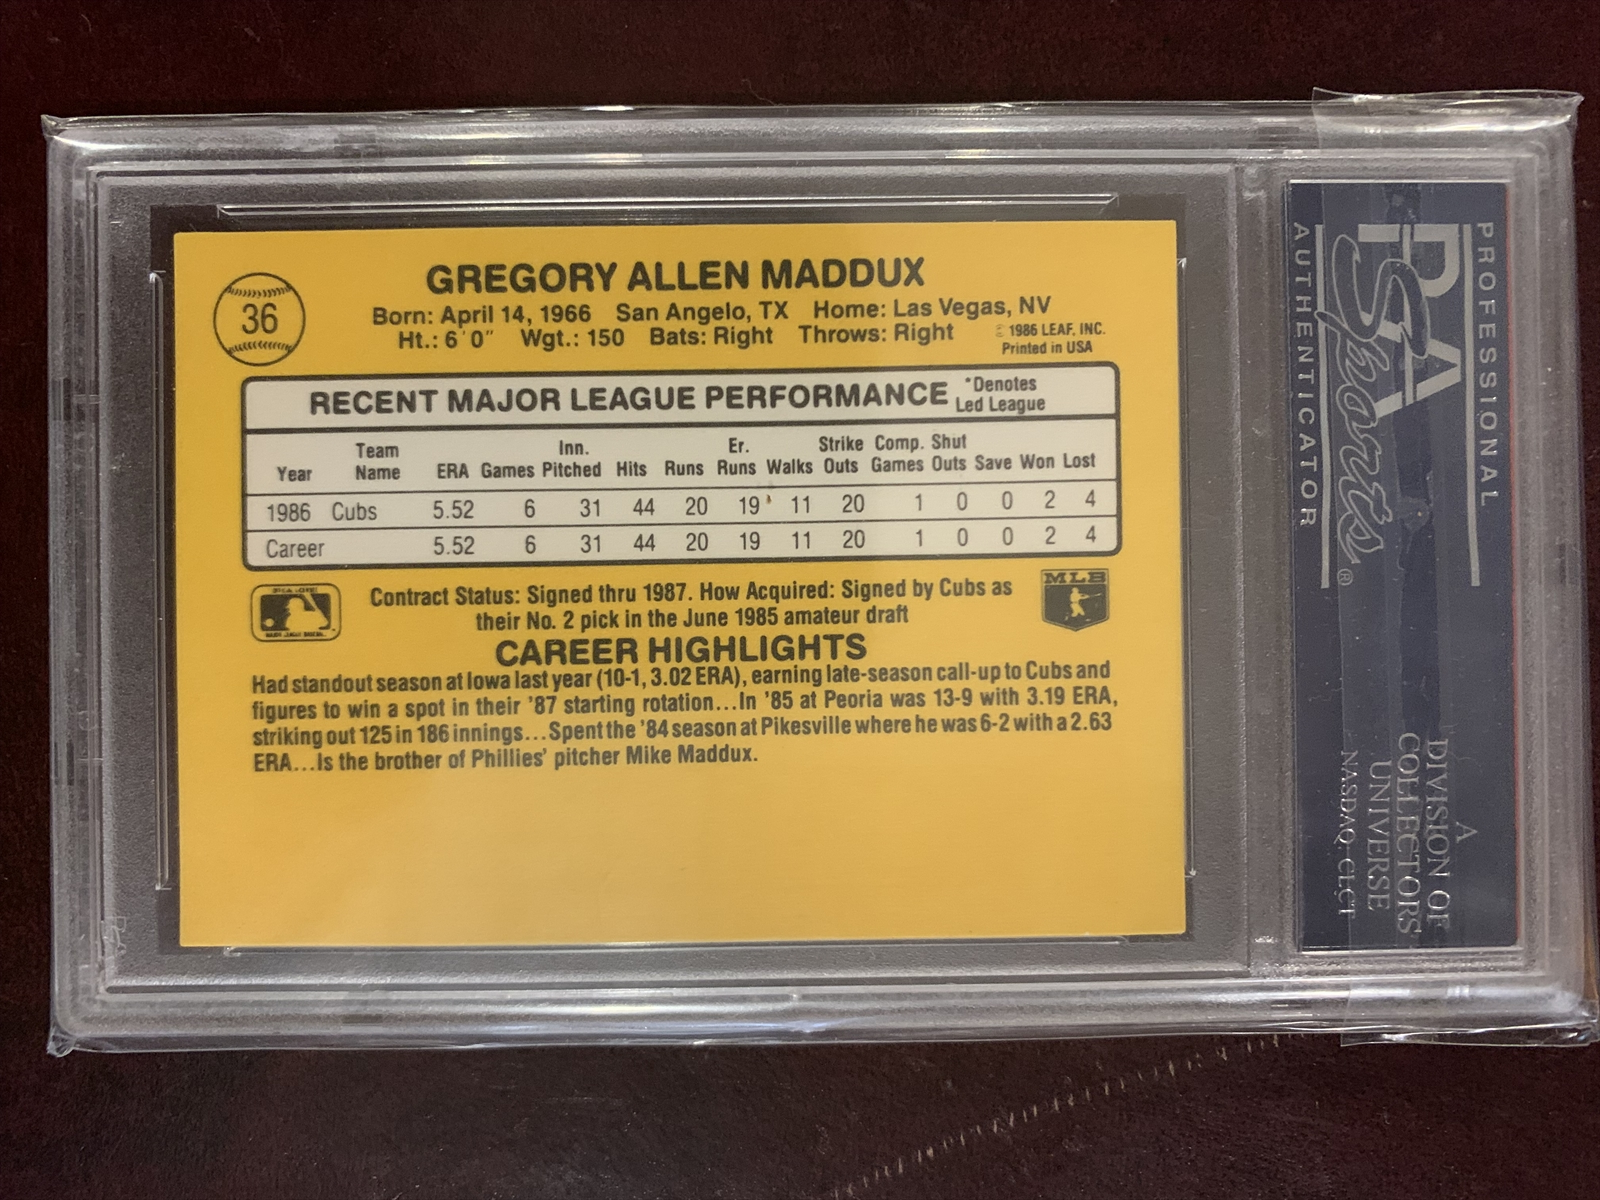 GREGORY ALLEN MADDUX
36
Born: April 14, 1966 San Angelo, TX Home: Las Vegas, NV
Ht.: 6'0" Wgt.: 150 Bats: Right Throws: Right
© 1986 LEAF, INC.
Printed in USA
RECENT MAJOR LEAGUE PERFORMANCE
*Denotes
Led League
Year Team Name ERA Games Inn. Pitched Hits Runs Er. Runs Walks Strike Outs Comp. Games Shut Outs Save Won Lost
1986 Cubs 5.52 6 31 44 20 19 11 20 1 0 0 2 4
Career 5.52 6 31 44 20 19 11 20 1 0 0 2 4
Contract Status: Signed thru 1987. How Acquired: Signed by Cubs as
their No. 2 pick in the June 1985 amateur draft
MLB
CAREER HIGHLIGHTS
Had standout season at Iowa last year (10-1, 3.02 ERA), earning late-season call-up to Cubs and
figures to win a spot in their '87 starting rotation...In '85 at Peoria was 13-9 with 3.19 ERA,
striking out 125 in 186 innings...Spent the '84 season at Pikesville where he was 6-2 with a 2.63
ERA...Is the brother of Phillies' pitcher Mike Maddux.
PROFESSIONAL
PSA
Sports®
AUTHENTICATOR
A
DIVISION OF
COLLECTORS
UNIVERSE
NASDAQ: CLCT